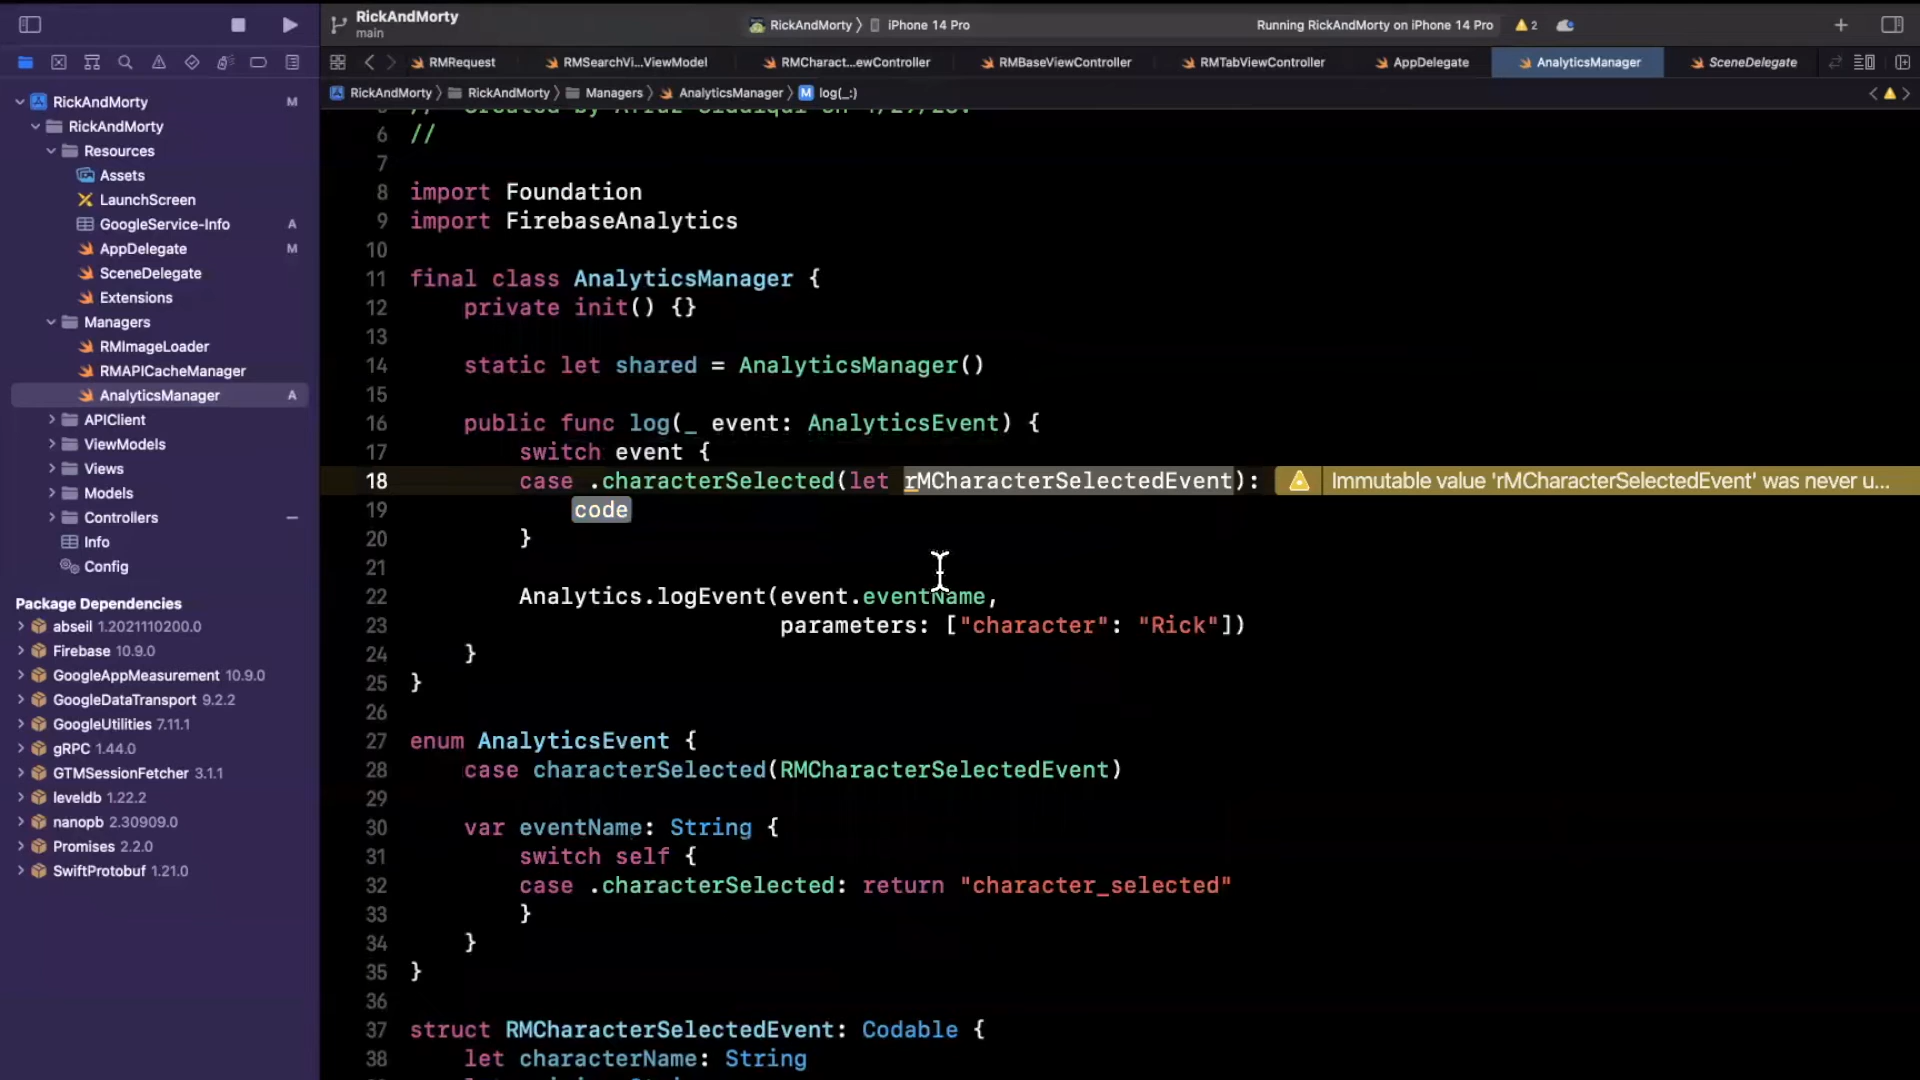 RickAndMorty
main
RickAndMorty
iPhone 14 Pro
Running RickAndMorty on iPhone 14 Pro
2
RMRequest
RMSearchVi...ViewModel
RMCharact...ewController
RMBaseViewController
RMTabViewController
AppDelegate
AnalyticsManager
SceneDelegate
RickAndMorty
RickAndMorty
Managers
AnalyticsManager
M log(_:)
RickAndMorty M
RickAndMorty
Resources
Assets
LaunchScreen
GoogleService-Info A
AppDelegate M
SceneDelegate
Extensions
Managers
RMImageLoader
RMAPICacheManager
AnalyticsManager A
APIClient
ViewModels
Views
Models
Controllers
Info
Config
Package Dependencies
abseil 1.2021110200.0
Firebase 10.9.0
GoogleAppMeasurement 10.9.0
GoogleDataTransport 9.2.2
GoogleUtilities 7.11.1
gRPC 1.44.0
GTMSessionFetcher 3.1.1
leveldb 1.22.2
nanopb 2.30909.0
Promises 2.2.0
SwiftProtobuf 1.21.0
6 //
7
8 import Foundation
9 import FirebaseAnalytics
10
11 final class AnalyticsManager {
12 private init() {}
13
14 static let shared = AnalyticsManager()
15
16 public func log(_ event: AnalyticsEvent) {
17 switch event {
18 case .characterSelected(let rMCharacterSelectedEvent): Immutable value 'rMCharacterSelectedEvent' was never u...
19 code
20 }
21
22 Analytics.logEvent(event.eventName,
23 parameters: ["character": "Rick"])
24 }
25 }
26
27 enum AnalyticsEvent {
28 case characterSelected(RMCharacterSelectedEvent)
29
30 var eventName: String {
31 switch self {
32 case .characterSelected: return "character_selected"
33 }
34 }
35 }
36
37 struct RMCharacterSelectedEvent: Codable {
38 let characterName: String